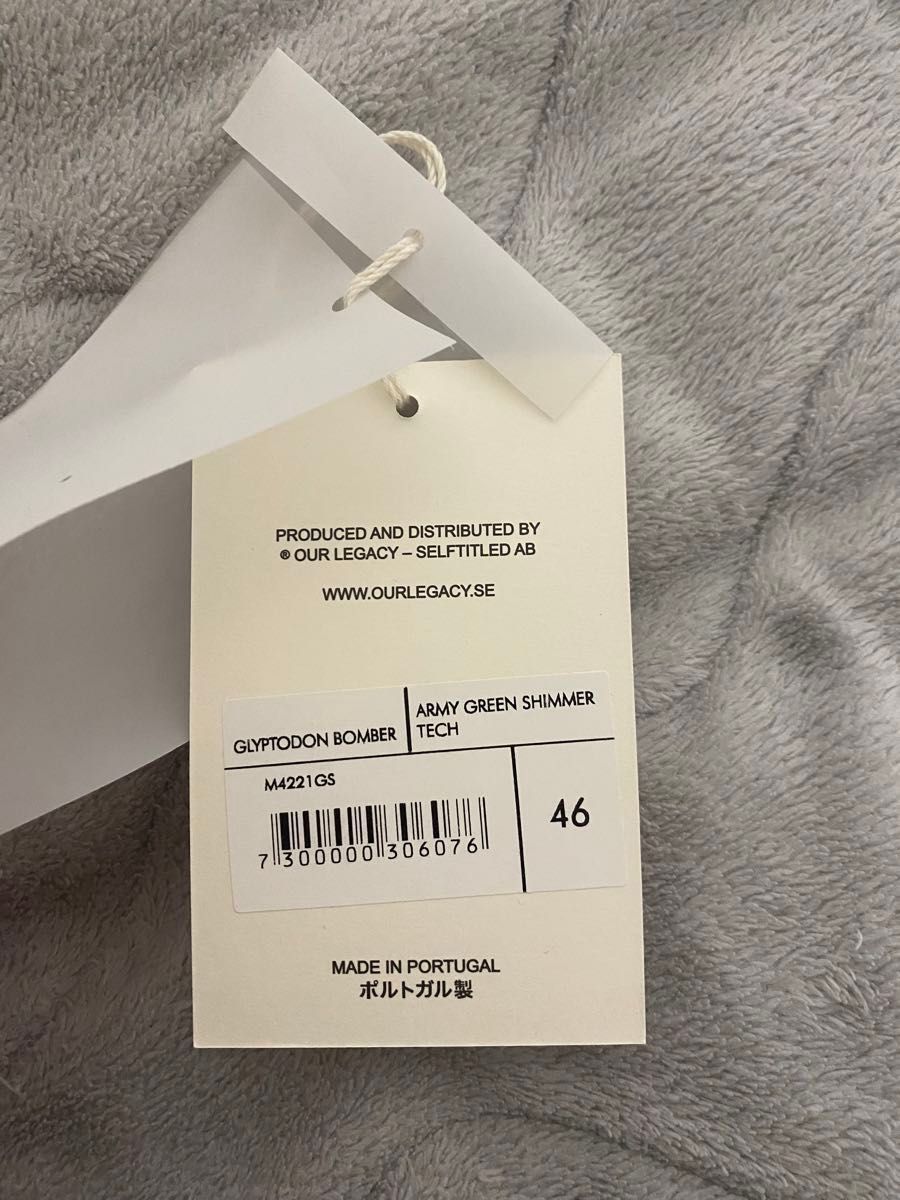 PRODUCED AND DISTRIBUTED BY
® OUR LEGACY – SELFTITLED AB
WWW.OURLEGACY.SE
GLYPTODON BOMBER
ARMY GREEN SHIMMER
TECH
M4221GS
46
7 300000 306076
MADE IN PORTUGAL
ポルトガル製